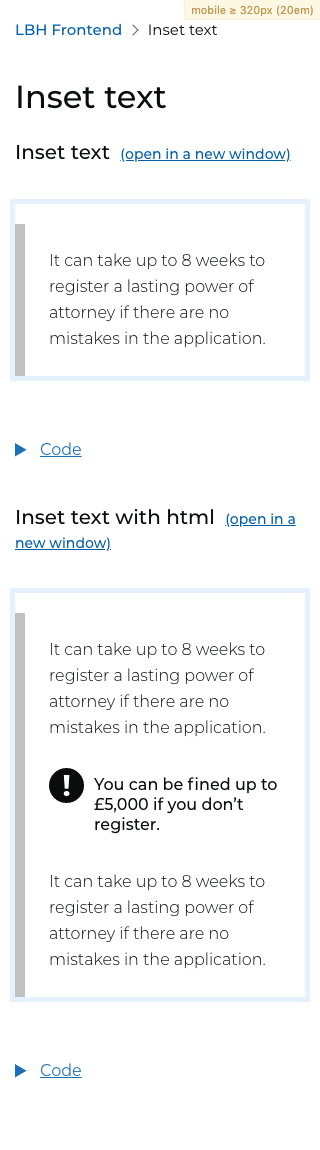 mobile ≥ 320px (20em)
LBH Frontend > Inset text
Inset text
Inset text (open in a new window)
It can take up to 8 weeks to
register a lasting power of
attorney if there are no
mistakes in the application.
Code
Inset text with html (open in a
new window)
It can take up to 8 weeks to
register a lasting power of
attorney if there are no
mistakes in the application.
! You can be fined up to
£5,000 if you don’t
register.
It can take up to 8 weeks to
register a lasting power of
attorney if there are no
mistakes in the application.
Code